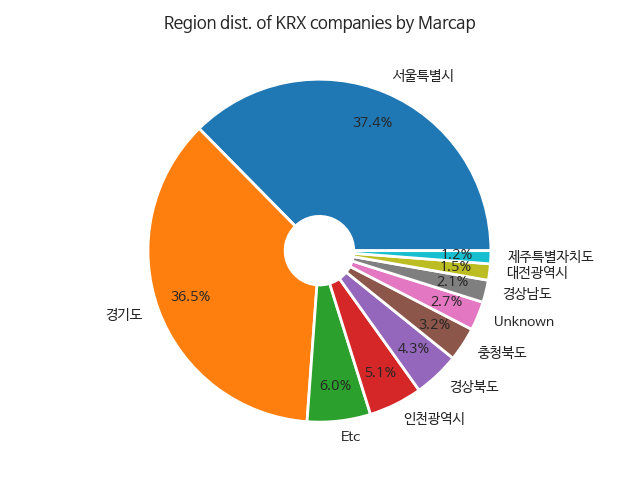 Region dist. of KRX companies by Marcap
서울특별시
37.4%
경기도
36.5%
Etc
6.0%
인천광역시
5.1%
경상북도
4.3%
충청북도
3.2%
Unknown
2.7%
경상남도
2.1%
대전광역시
1.5%
제주특별자치도
1.2%